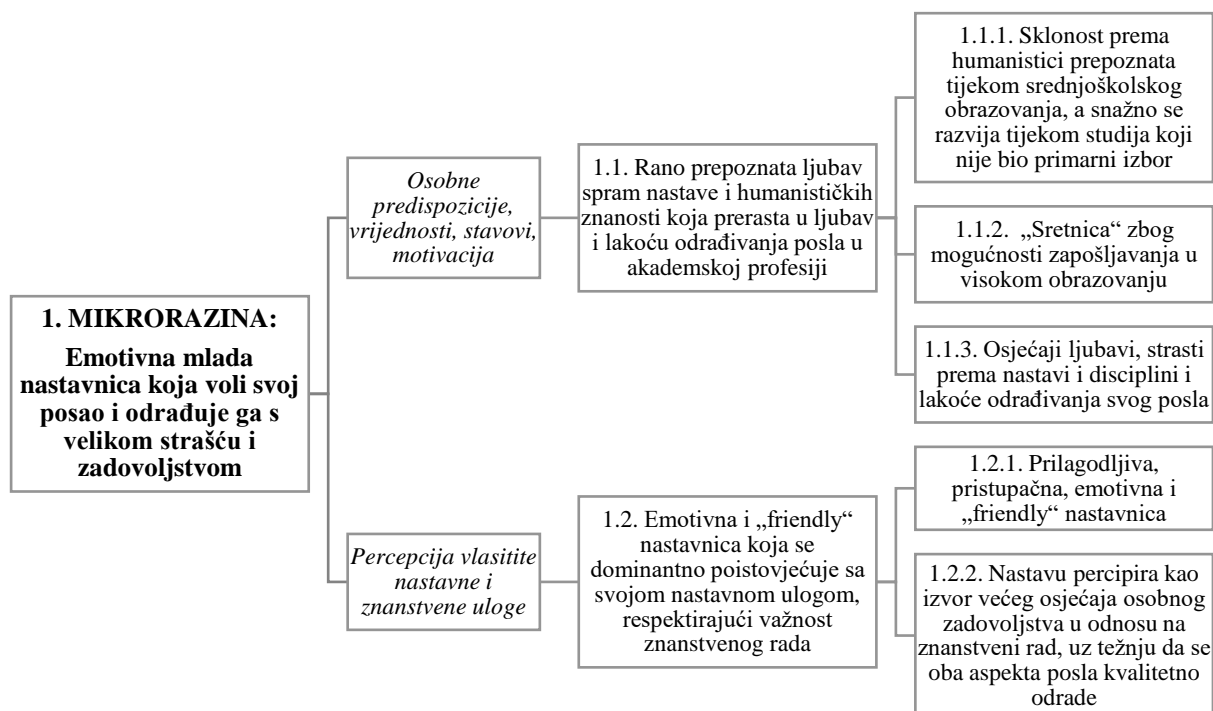 1. MIKRORAZINA:
Emotivna mlada
nastavnica koja voli svoj
posao i odrađuje ga s
velikom strašću i
zadovoljstvom
Osobne
predispozicije,
vrijednosti, stavovi,
motivacija
1.1. Rano prepoznata ljubav
spram nastave i humanističkih
znanosti koja prerasta u ljubav
i lakoću odrađivanja posla u
akademskoj profesiji
1.1.1. Sklonost prema
humanistici prepoznata
tijekom srednjoškolskog
obrazovanja, a snažno se
razvija tijekom studija koji
nije bio primarni izbor
1.1.2. „Sretnica“ zbog
mogućnosti zapošljavanja u
visokom obrazovanju
1.1.3. Osjećaji ljubavi, strasti
prema nastavi i disciplini i
lakoće odrađivanja svog posla
Percepcija vlasitite
nastavne i
znanstvene uloge
1.2. Emotivna i „friendly“
nastavnica koja se
dominantno poistovjećuje sa
svojom nastavnom ulogom,
respektirajući važnost
znanstvenog rada
1.2.1. Prilagodljiva,
pristupačna, emotivna i
„friendly“ nastavnica
1.2.2. Nastavu percipira kao
izvor većeg osjećaja osobnog
zadovoljstva u odnosu na
znanstveni rad, uz težnju da se
oba aspekta posla kvalitetno
odrade